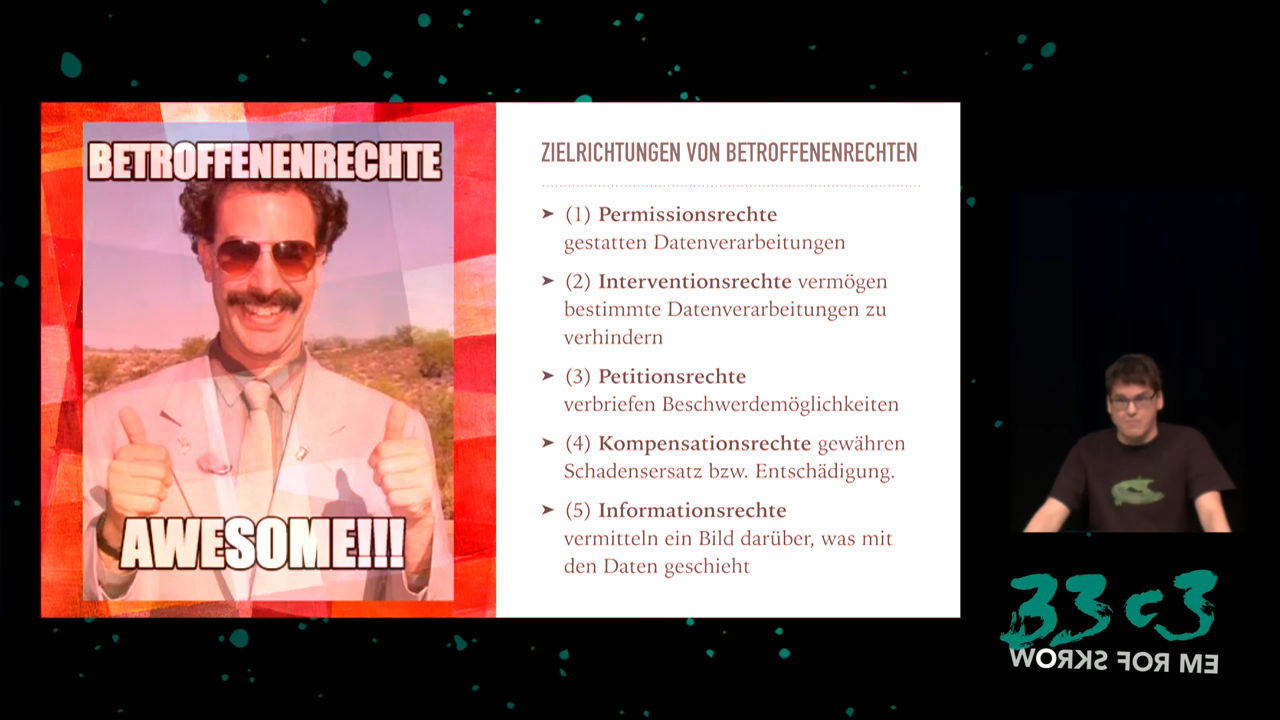 BETROFFENENRECHTE
AWESOME!!!
ZIELRICHTUNGEN VON BETROFFENENRECHTEN
➤ (1) Permissionsrechte
gestatten Datenverarbeitungen
➤ (2) Interventionsrechte vermögen
bestimmte Datenverarbeitungen zu
verhindern
➤ (3) Petitionsrechte
verbriefen Beschwerdemöglichkeiten
➤ (4) Kompensationsrechte gewähren
Schadensersatz bzw. Entschädigung.
➤ (5) Informationsrechte
vermitteln ein Bild darüber, was mit
den Daten geschieht
33c3
WORKS FOR ME